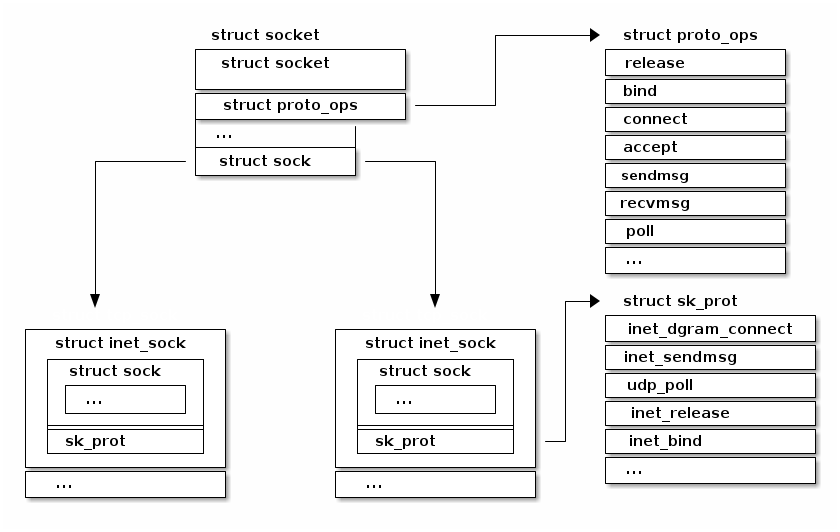 struct socket
struct socket
struct proto_ops
...
struct sock
struct proto_ops
release
bind
connect
accept
sendmsg
recvmsg
poll
...
struct inet_sock
struct sock
...
sk_prot
...
struct inet_sock
struct sock
...
sk_prot
...
struct sk_prot
inet_dgram_connect
inet_sendmsg
udp_poll
inet_release
inet_bind
...